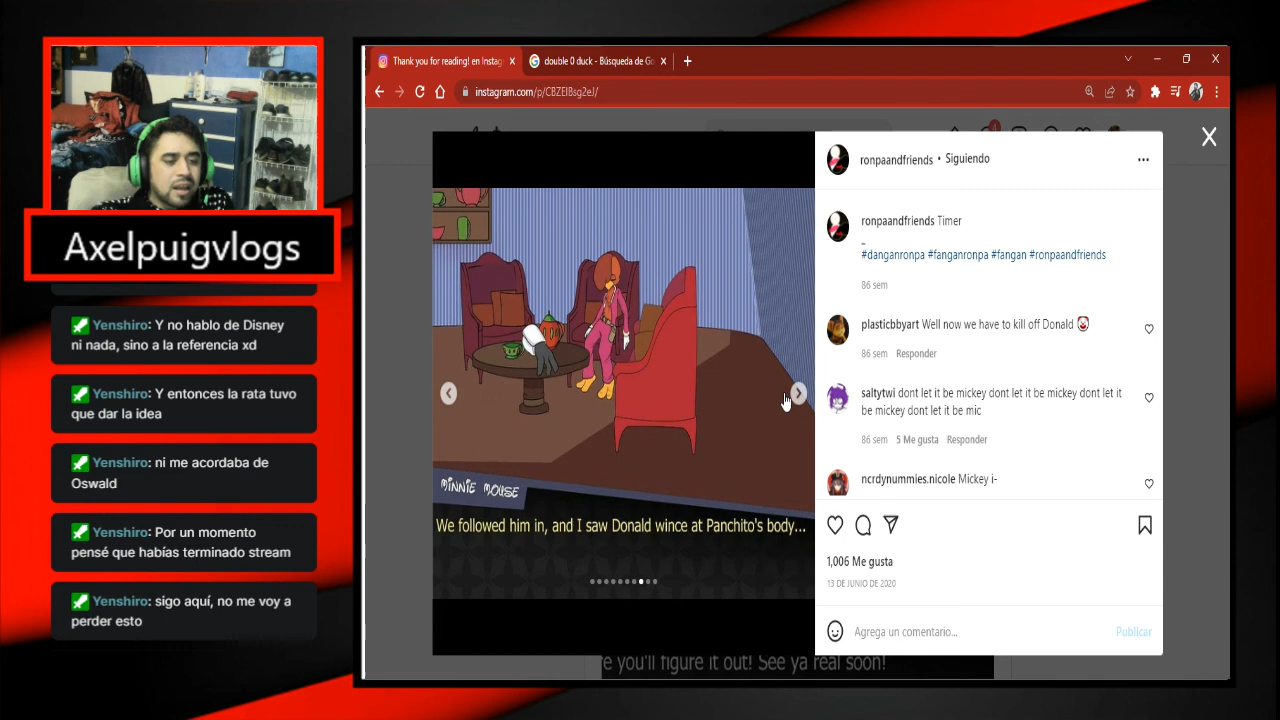 Axelpuigvlogs
Yenshiro: Y no hablo de Disney
ni nada, sino a la referencia xd
Yenshiro: Y entonces la rata tuvo
que dar la idea
Yenshiro: ni me acordaba de
Oswald
Yenshiro: Por un momento
pensé que habías terminado stream
Yenshiro: sigo aquí, no me voy a
perder esto
Thank you for reading! en Instag
double 0 duck - Búsqueda de Go
MINNIE MOUSE
We followed him in, and I saw Donald wince at Panchito's body...
ronpaandfriends • Siguiendo
ronpaandfriends Timer
_
#danganronpa #fanganronpa #fangan #ronpaandfriends
86 sem
plasticbbyart Well now we have to kill off Donald
86 sem Responder
saltytwi dont let it be mickey dont let it be mickey dont let it
be mickey dont let it be mic
86 sem 5 Me gusta Responder
ncrdynummies.nicole Mickey i-
1,006 Me gusta
13 DE JUNIO DE 2020
Agrega un comentario...
Publicar
e you'll figure it out! See ya real soon!